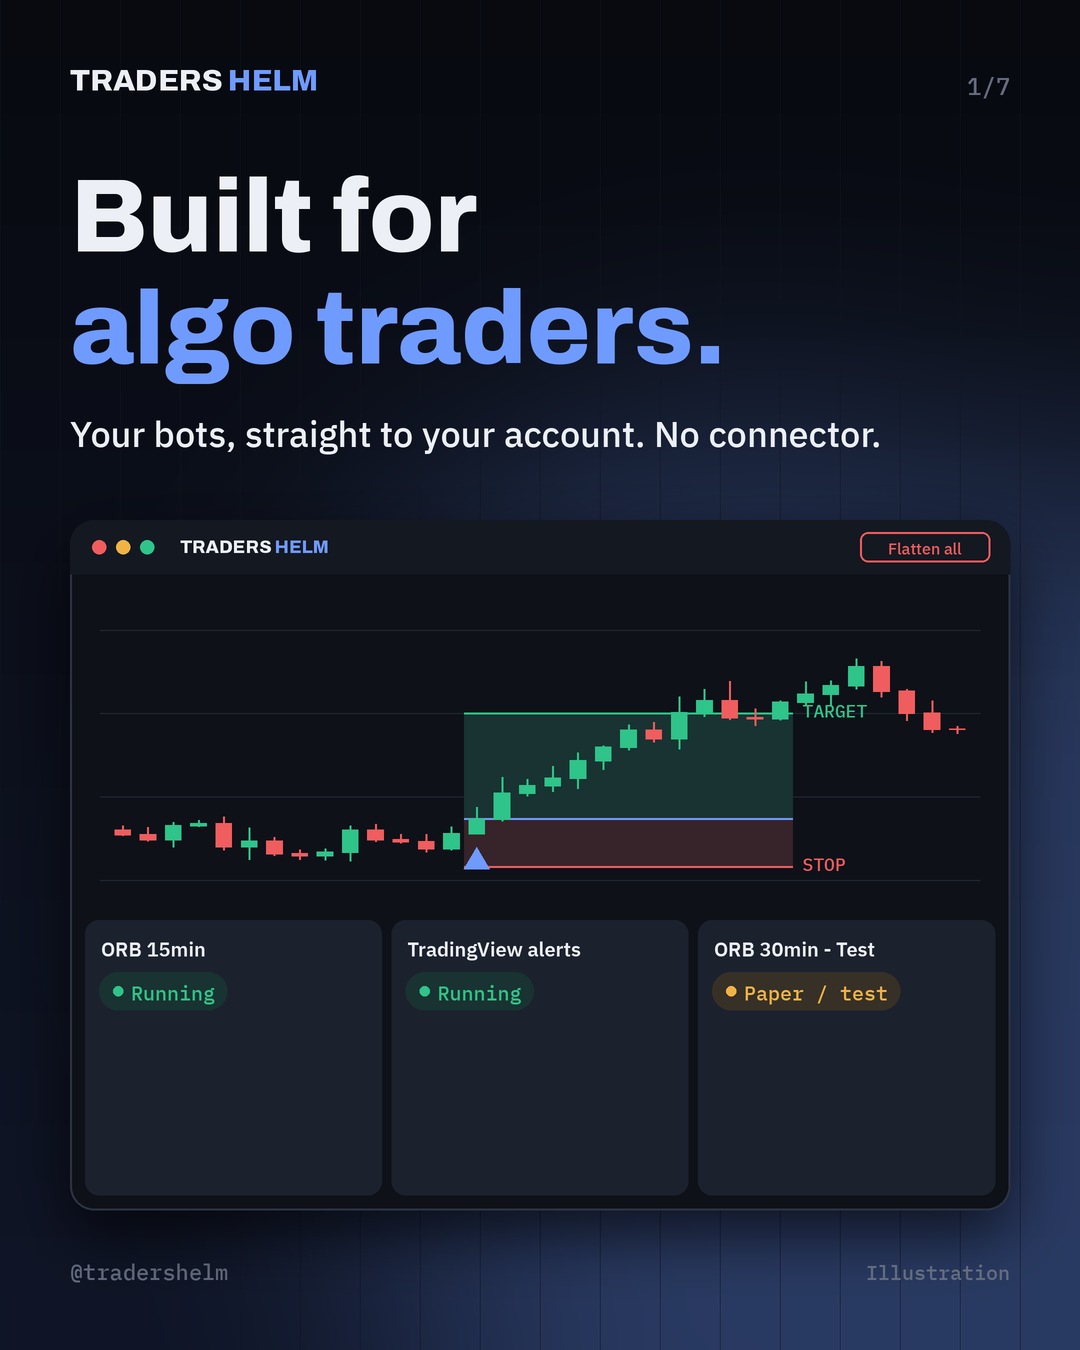 TRADERS HELM
1/7
Built for
algo traders.
Your bots, straight to your account. No connector.
TRADERS HELM
Flatten all
TARGET
STOP
ORB 15min
Running
TradingView alerts
Running
ORB 30min - Test
Paper / test
@tradershelm
Illustration